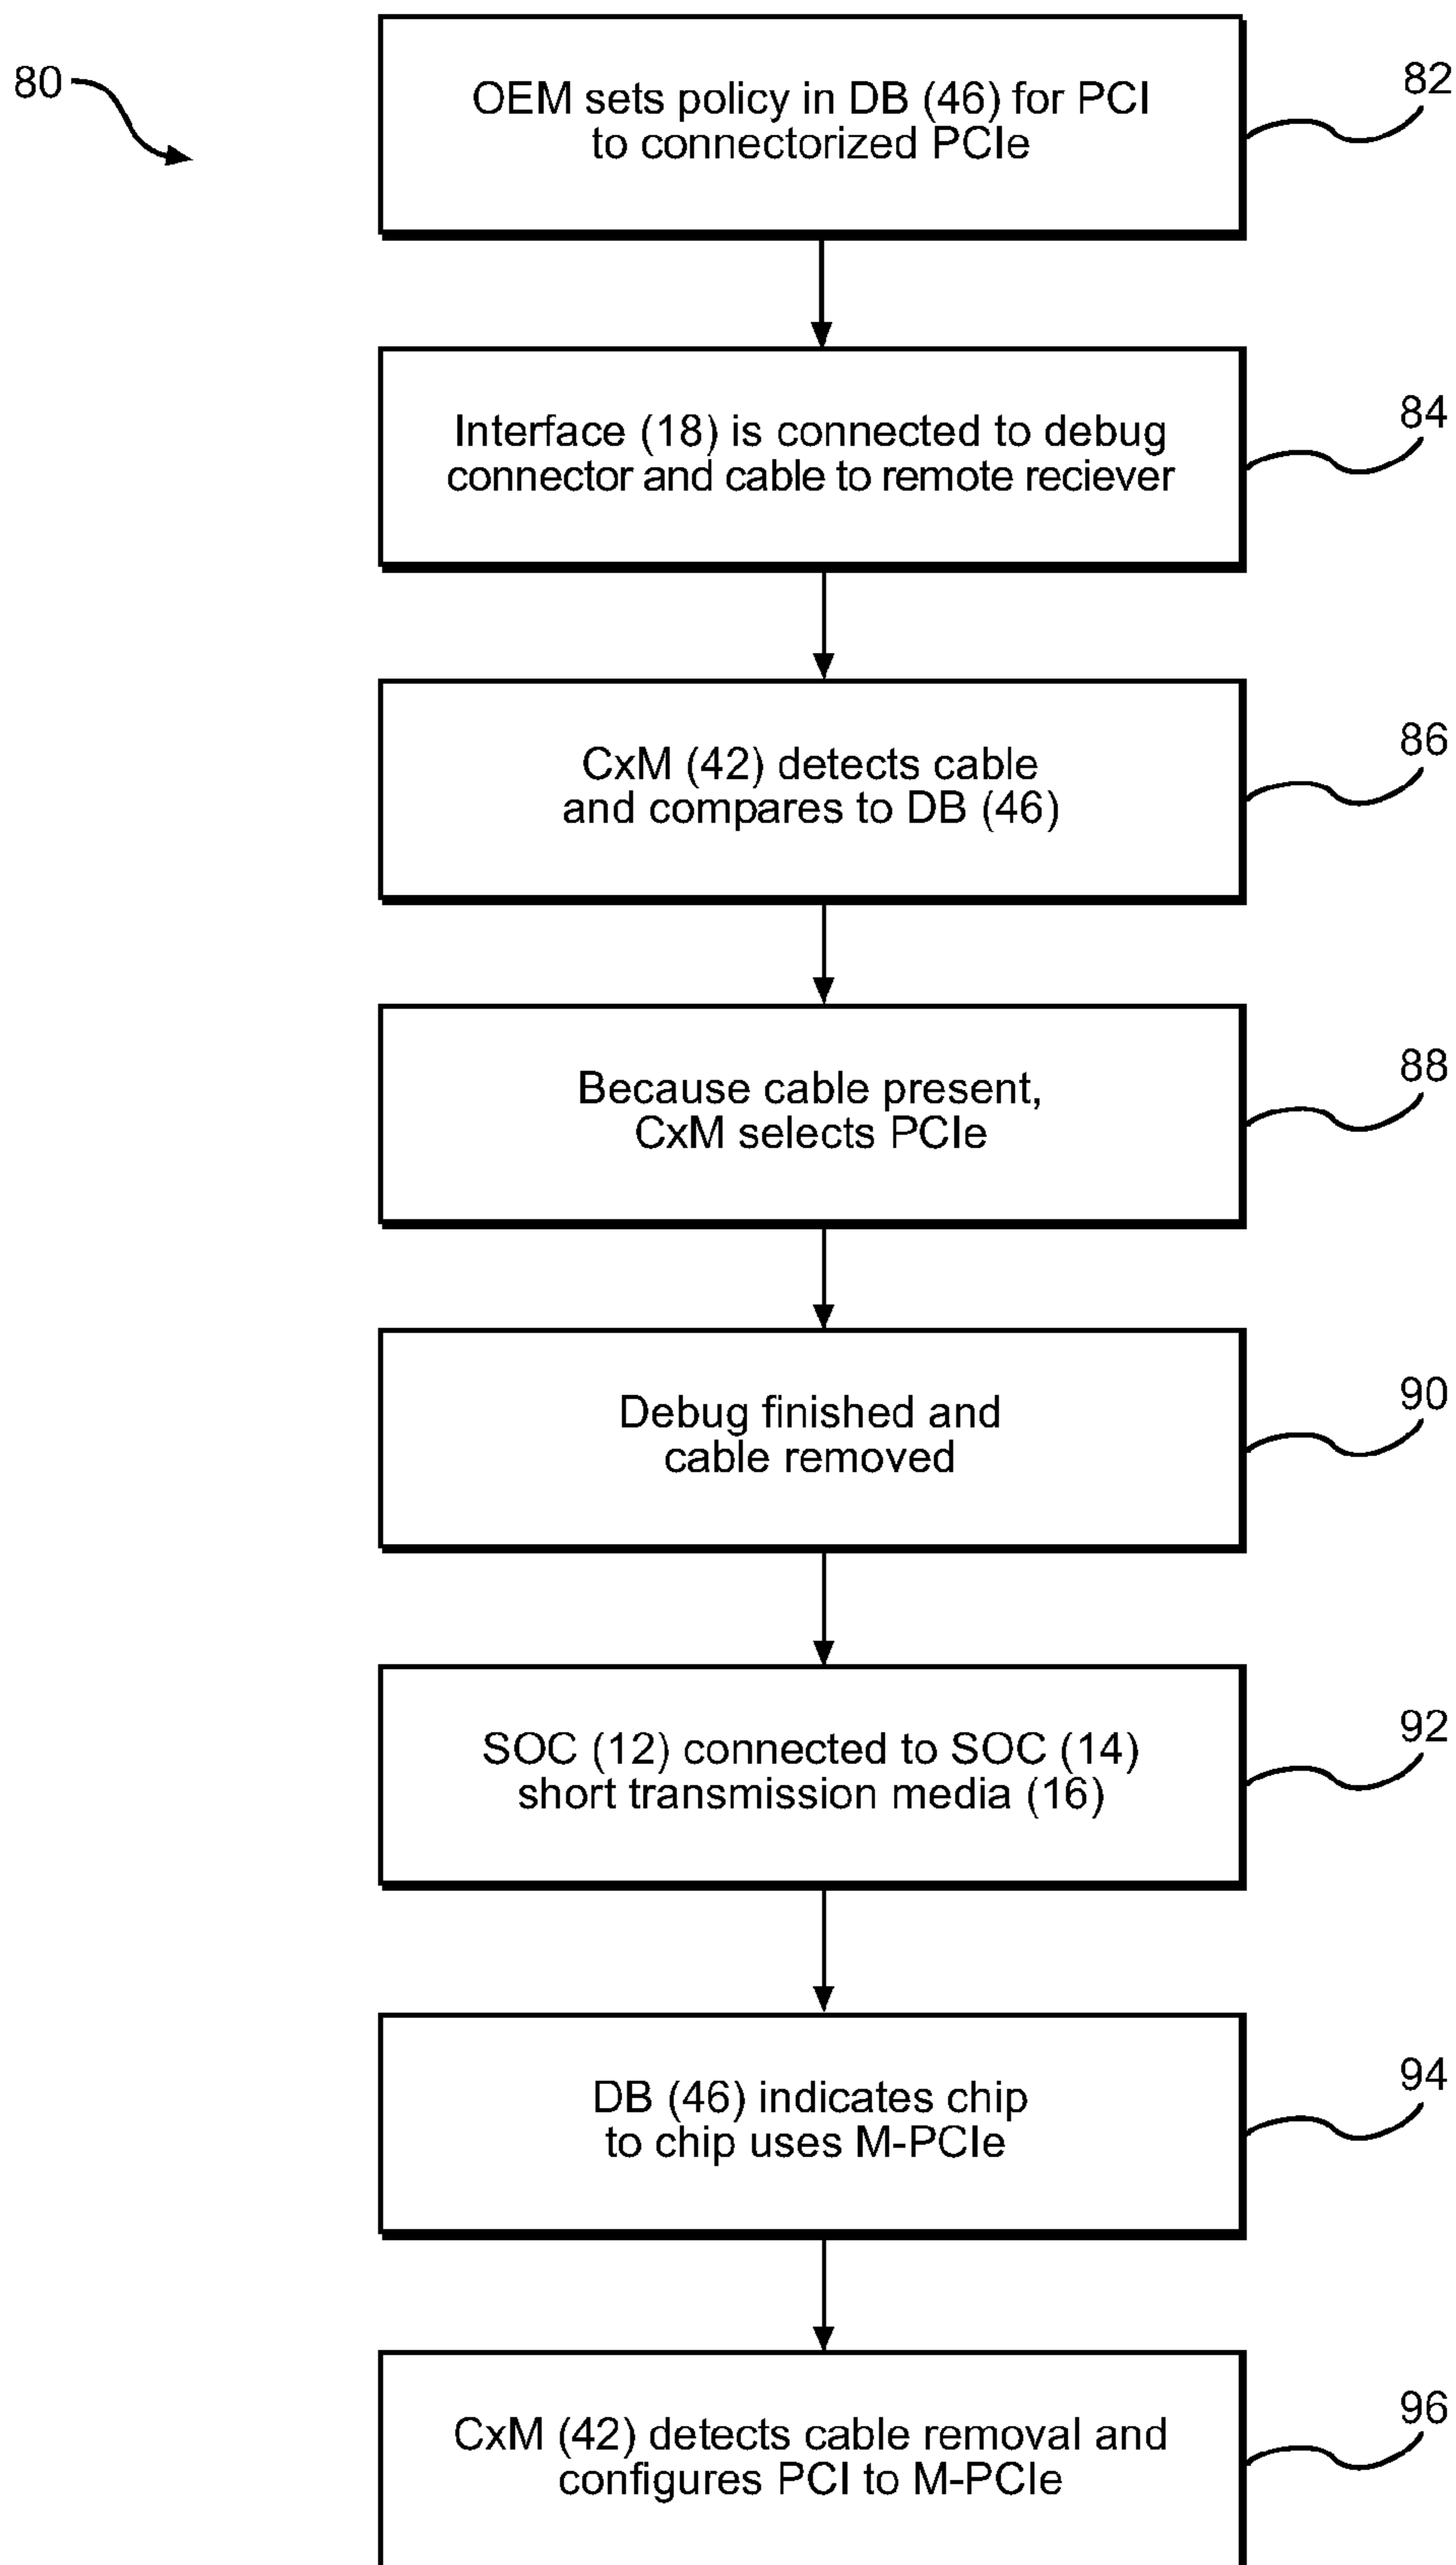 80
OEM sets policy in DB (46) for PCI
to connectorized PCIe
82
Interface (18) is connected to debug
connector and cable to remote reciever
84
CxM (42) detects cable
and compares to DB (46)
86
Because cable present,
CxM selects PCIe
88
Debug finished and
cable removed
90
SOC (12) connected to SOC (14)
short transmission media (16)
92
DB (46) indicates chip
to chip uses M-PCIe
94
CxM (42) detects cable removal and
configures PCI to M-PCIe
96